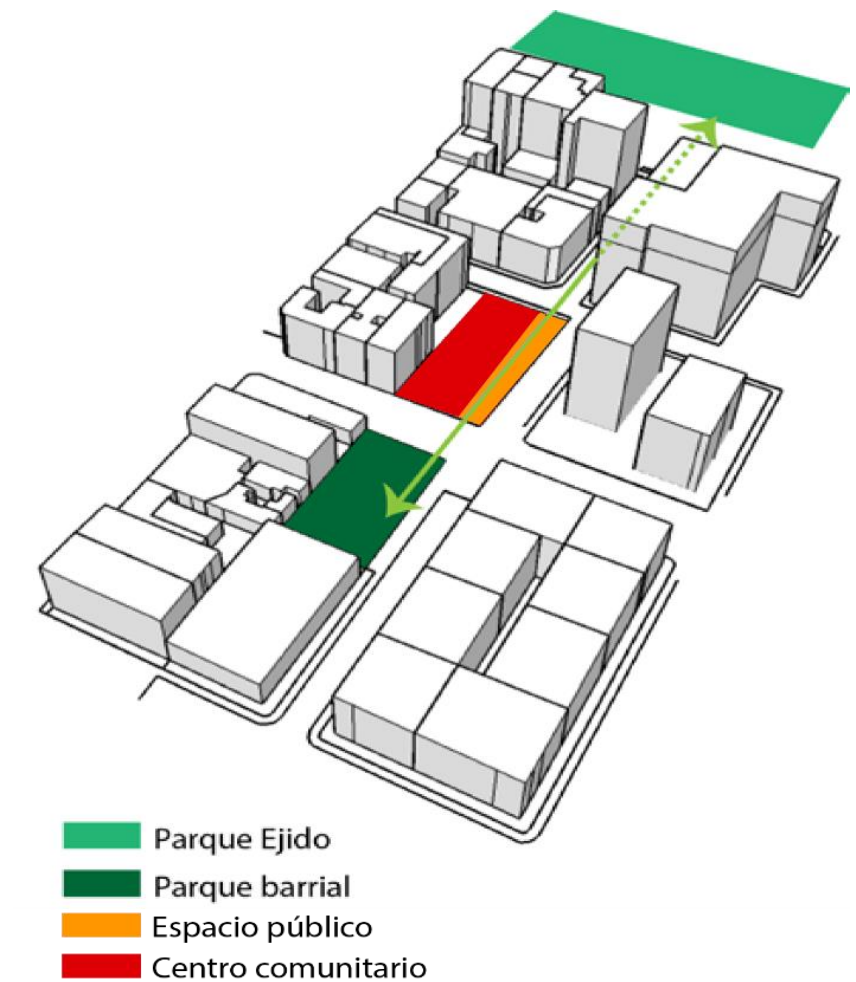 Parque Ejido
Parque barrial
Espacio público
Centro comunitario